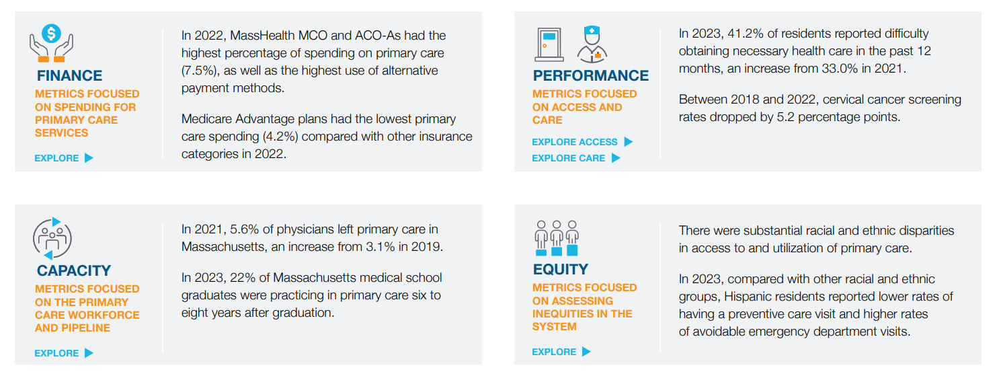 $
FINANCE
METRICS FOCUSED
ON SPENDING FOR
PRIMARY CARE
SERVICES
EXPLORE
In 2022, MassHealth MCO and ACO-As had the
highest percentage of spending on primary care
(7.5%), as well as the highest use of alternative
payment methods.
Medicare Advantage plans had the lowest primary
care spending (4.2%) compared with other insurance
categories in 2022.
PERFORMANCE
METRICS FOCUSED
ON ACCESS AND
CARE
EXPLORE ACCESS
EXPLORE CARE
In 2023, 41.2% of residents reported difficulty
obtaining necessary health care in the past 12
months, an increase from 33.0% in 2021.
Between 2018 and 2022, cervical cancer screening
rates dropped by 5.2 percentage points.
CAPACITY
METRICS FOCUSED
ON THE PRIMARY
CARE WORKFORCE
AND PIPELINE
EXPLORE
In 2021, 5.6% of physicians left primary care in
Massachusetts, an increase from 3.1% in 2019.
In 2023, 22% of Massachusetts medical school
graduates were practicing in primary care six to
eight years after graduation.
EQUITY
METRICS FOCUSED
ON ASSESSING
INEQUITIES IN THE
SYSTEM
EXPLORE
There were substantial racial and ethnic disparities
in access to and utilization of primary care.
In 2023, compared with other racial and ethnic
groups, Hispanic residents reported lower rates of
having a preventive care visit and higher rates
of avoidable emergency department visits.